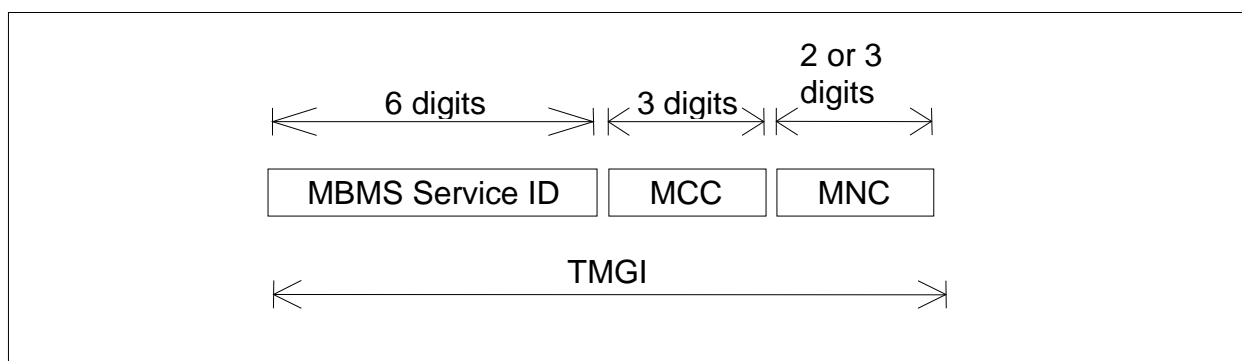 2 or 3
digits
6 digits
3 digits
MBMS Service ID
MCC
MNC
TMGI